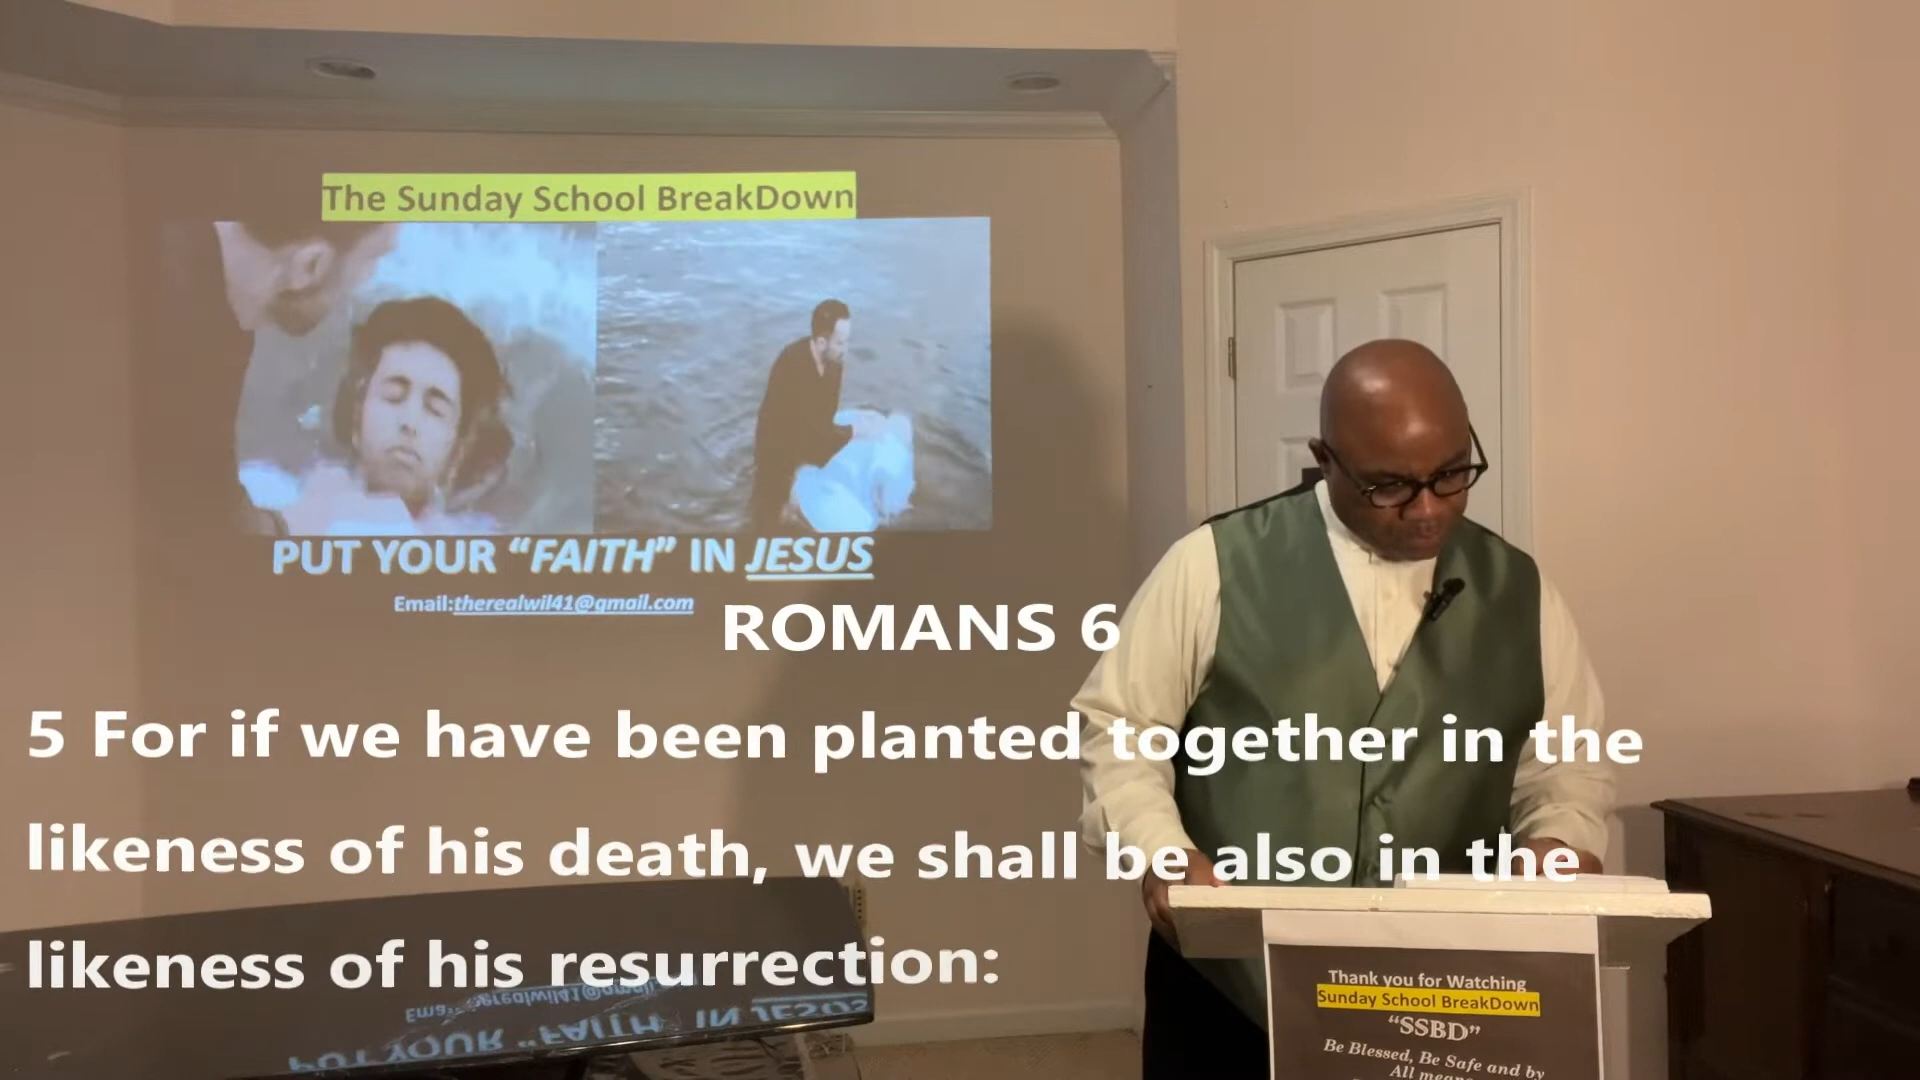 The Sunday School BreakDown
PUT YOUR “FAITH” IN JESUS
Email:therealwil41@gmail.com
ROMANS 6
5 For if we have been planted together in the
likeness of his death, we shall be also in the
likeness of his resurrection:
Thank you for Watching
Sunday School BreakDown
“SSBD”
Be Blessed, Be Safe and by
All means